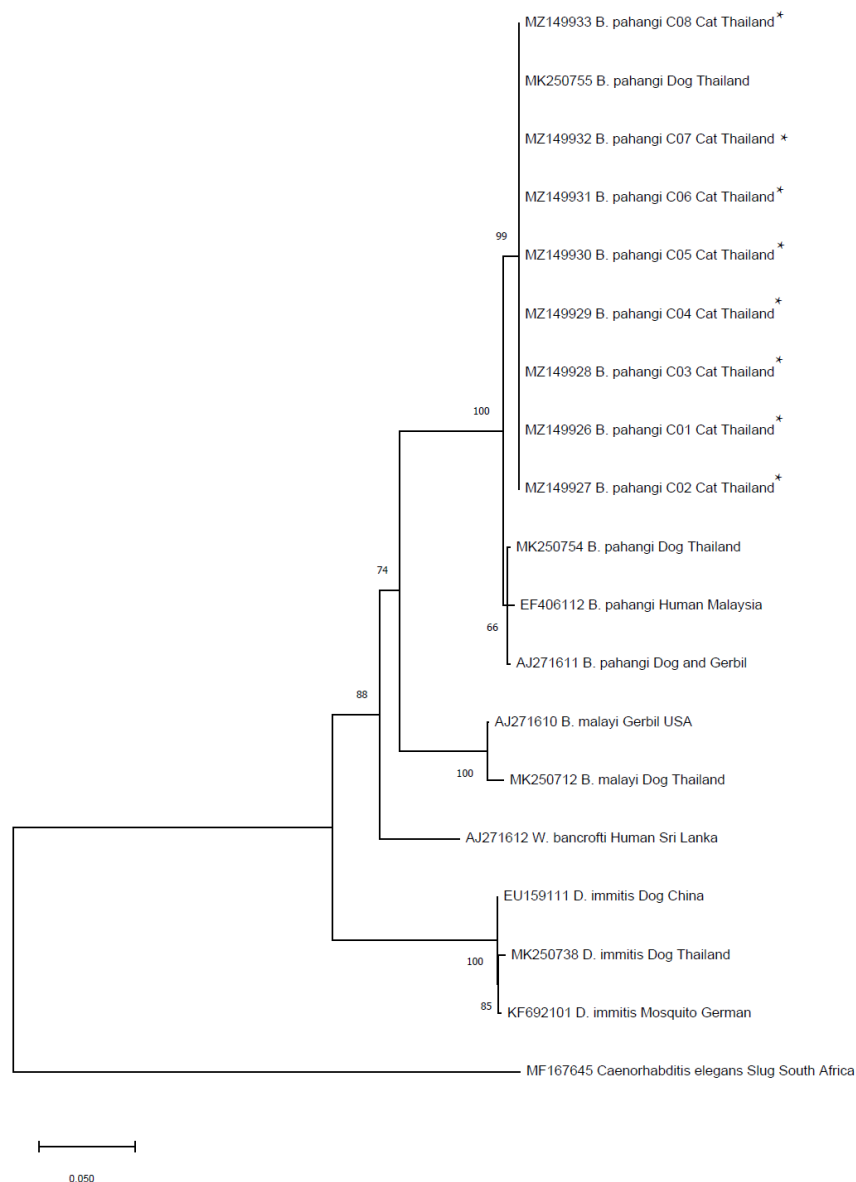 MZ149933 B. pahangi C08 Cat Thailand*
MK250755 B. pahangi Dog Thailand
MZ149932 B. pahangi C07 Cat Thailand *
MZ149931 B. pahangi C06 Cat Thailand*
99
MZ149930 B. pahangi C05 Cat Thailand*
MZ149929 B. pahangi C04 Cat Thailand*
MZ149928 B. pahangi C03 Cat Thailand*
100
MZ149926 B. pahangi C01 Cat Thailand*
MZ149927 B. pahangi C02 Cat Thailand*
MK250754 B. pahangi Dog Thailand
74
EF406112 B. pahangi Human Malaysia
66
AJ271611 B. pahangi Dog and Gerbil
88
AJ271610 B. malayi Gerbil USA
100
MK250712 B. malayi Dog Thailand
AJ271612 W. bancrofti Human Sri Lanka
EU159111 D. immitis Dog China
MK250738 D. immitis Dog Thailand
100
85
KF692101 D. immitis Mosquito German
MF167645 Caenorhabditis elegans Slug South Africa
0.050